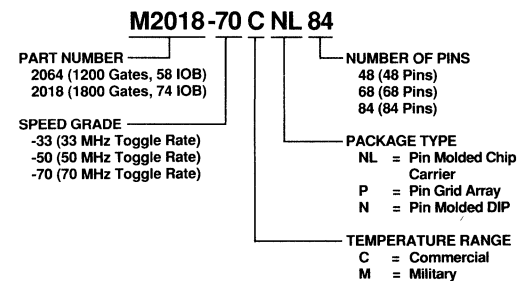 M2018-70 C NL 84
PART NUMBER
2064 (1200 Gates, 58 IOB)
2018 (1800 Gates, 74 IOB)
SPEED GRADE
-33 (33 MHz Toggle Rate)
-50 (50 MHz Toggle Rate)
-70 (70 MHz Toggle Rate)
NUMBER OF PINS
48 (48 Pins)
68 (68 Pins)
84 (84 Pins)
PACKAGE TYPE
NL = Pin Molded Chip
Carrier
P = Pin Grid Array
N = Pin Molded DIP
TEMPERATURE RANGE
C = Commercial
M = Military